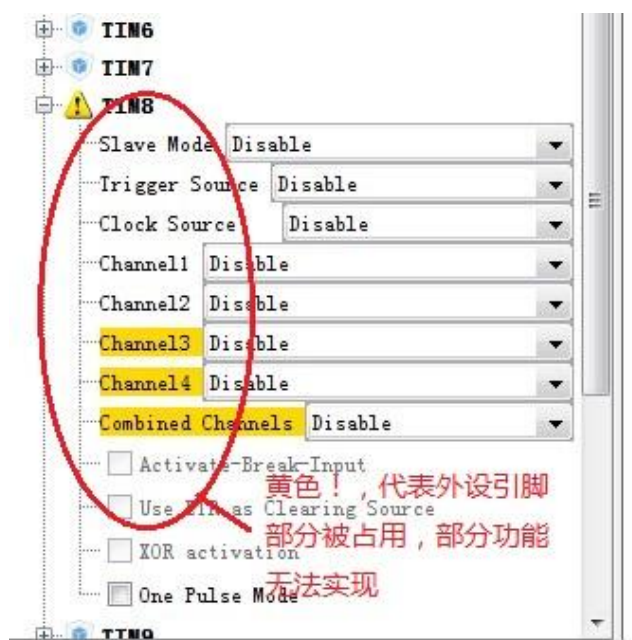 TIM6
TIM7
TIM8
Slave Mode Disable
Trigger Source Disable
Clock Source Disable
Channel1 Disable
Channel2 Disable
Channel3 Disable
Channel4 Disable
Combined Channels Disable
Activate-Break-Input
黄色！，代表外设引脚
Use ETR as Clearing Source
部分被占用，部分功能
XOR activation
无法实现
One Pulse Mode
TIM9